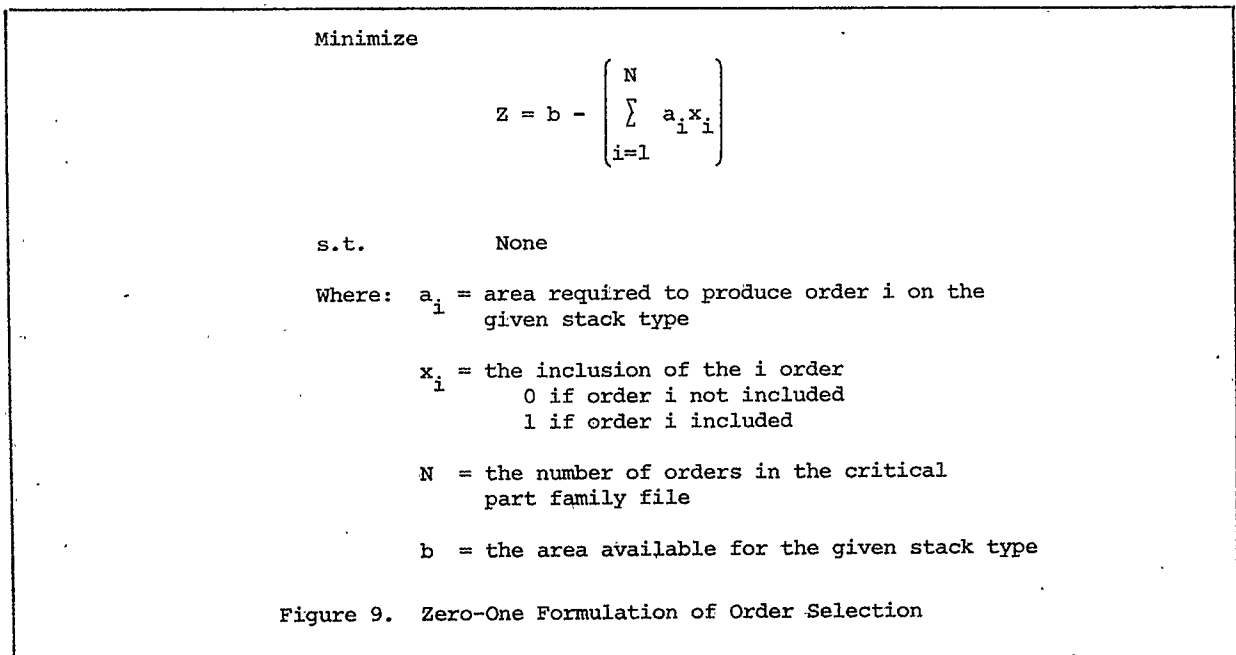 Minimize
N
Z = b - ( ∑ a_i x_i )
i=1
s.t. None
Where: a_i = area required to produce order i on the
given stack type
x_i = the inclusion of the i order
0 if order i not included
1 if order i included
N = the number of orders in the critical
part family file
b = the area available for the given stack type
Figure 9. Zero-One Formulation of Order Selection